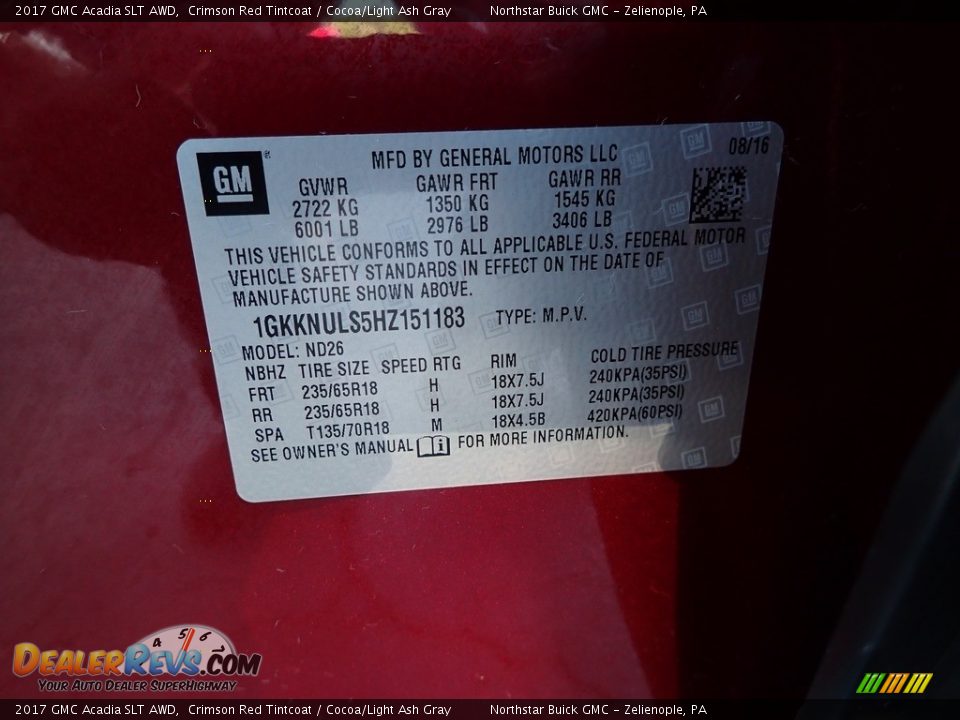 2017 GMC Acadia SLT AWD, Crimson Red Tintcoat / Cocoa/Light Ash Gray Northstar Buick GMC - Zelienople, PA
GM ®
MFD BY GENERAL MOTORS LLC 08/16
GVWR GAWR FRT GAWR RR
2722 KG 1350 KG 1545 KG
6001 LB 2976 LB 3406 LB
THIS VEHICLE CONFORMS TO ALL APPLICABLE U.S. FEDERAL MOTOR
VEHICLE SAFETY STANDARDS IN EFFECT ON THE DATE OF
MANUFACTURE SHOWN ABOVE.
1GKKNULS5HZ151183 TYPE: M.P.V.
MODEL: ND26
NBHZ TIRE SIZE SPEED RTG RIM COLD TIRE PRESSURE
FRT 235/65R18 H 18X7.5J 240KPA(35PSI)
RR 235/65R18 H 18X7.5J 240KPA(35PSI)
SPA T135/70R18 M 18X4.5B 420KPA(60PSI)
SEE OWNER'S MANUAL i FOR MORE INFORMATION.
4 5 6
DEALERREVS.COM
YOUR AUTO DEALER SUPERHIGHWAY
2017 GMC Acadia SLT AWD, Crimson Red Tintcoat / Cocoa/Light Ash Gray Northstar Buick GMC - Zelienople, PA